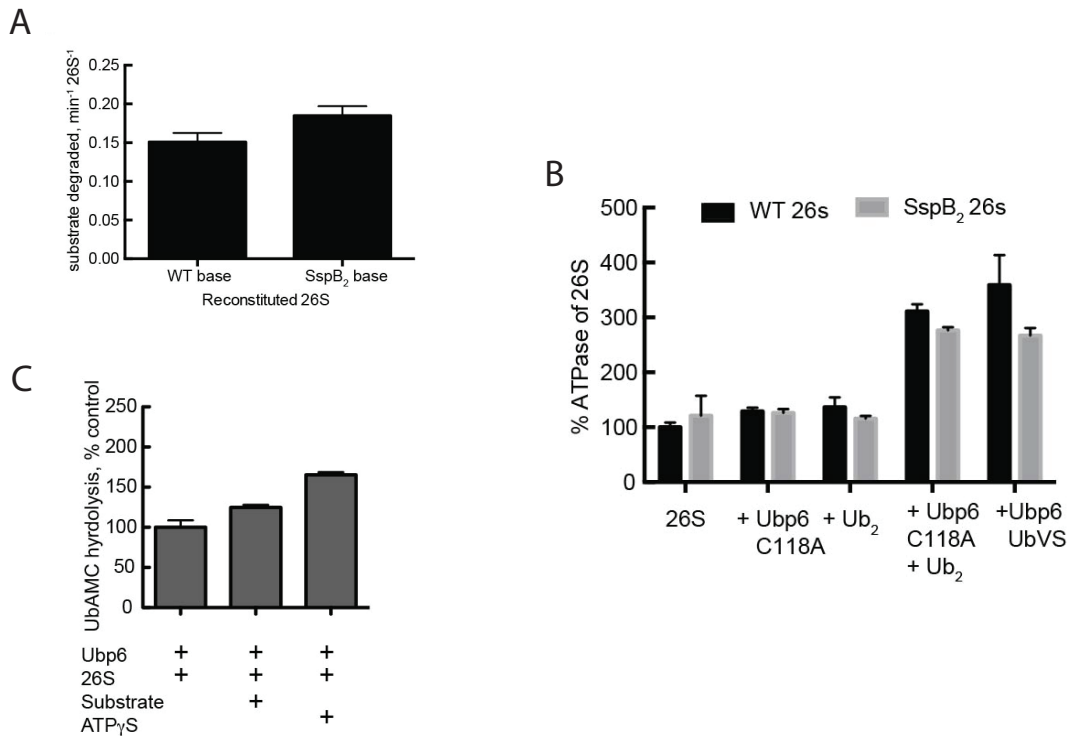 A
substrate degraded, min-1 26S-1
0.25
0.20
0.15
0.15
0.05
0.00
WT base
SspB2 base
Reconstituted 26S
B
% ATPase of 26S
500
400
300
200
100
0
WT 26s
SspB2 26s
26S
+ Ubp6
C118A
+ Ub2
+ Ubp6
C118A
+ Ub2
+Ubp6
UbVS
C
UbAMC hyrdolysis, % control
250
200
150
100
50
0
Ubp6 + + +
26S + + +
Substrate +
ATPγS +